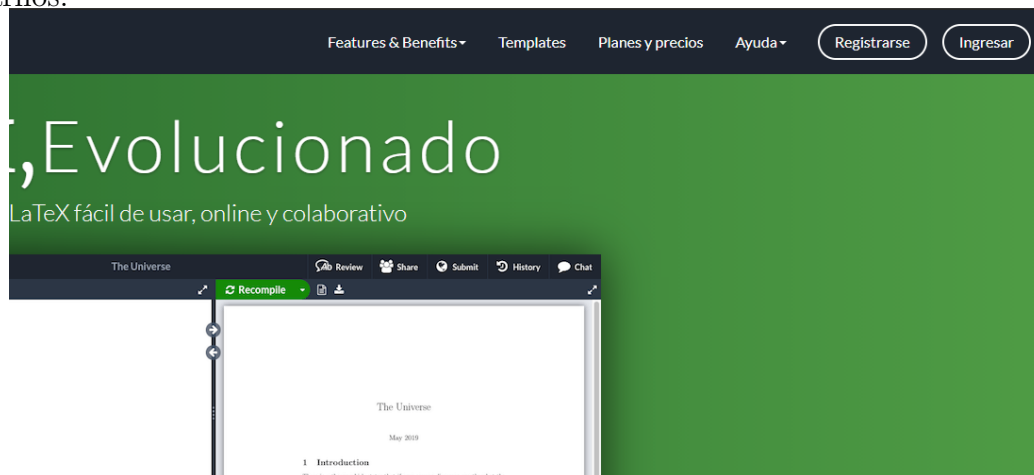 Features & Benefits Templates Planes y precios Ayuda Registrarse Ingresar
,Evolucionado
LaTeX fácil de usar, online y colaborativo
The Universe Review Share Submit History Chat
Recompile
The Universe
May 2019
1 Introduction